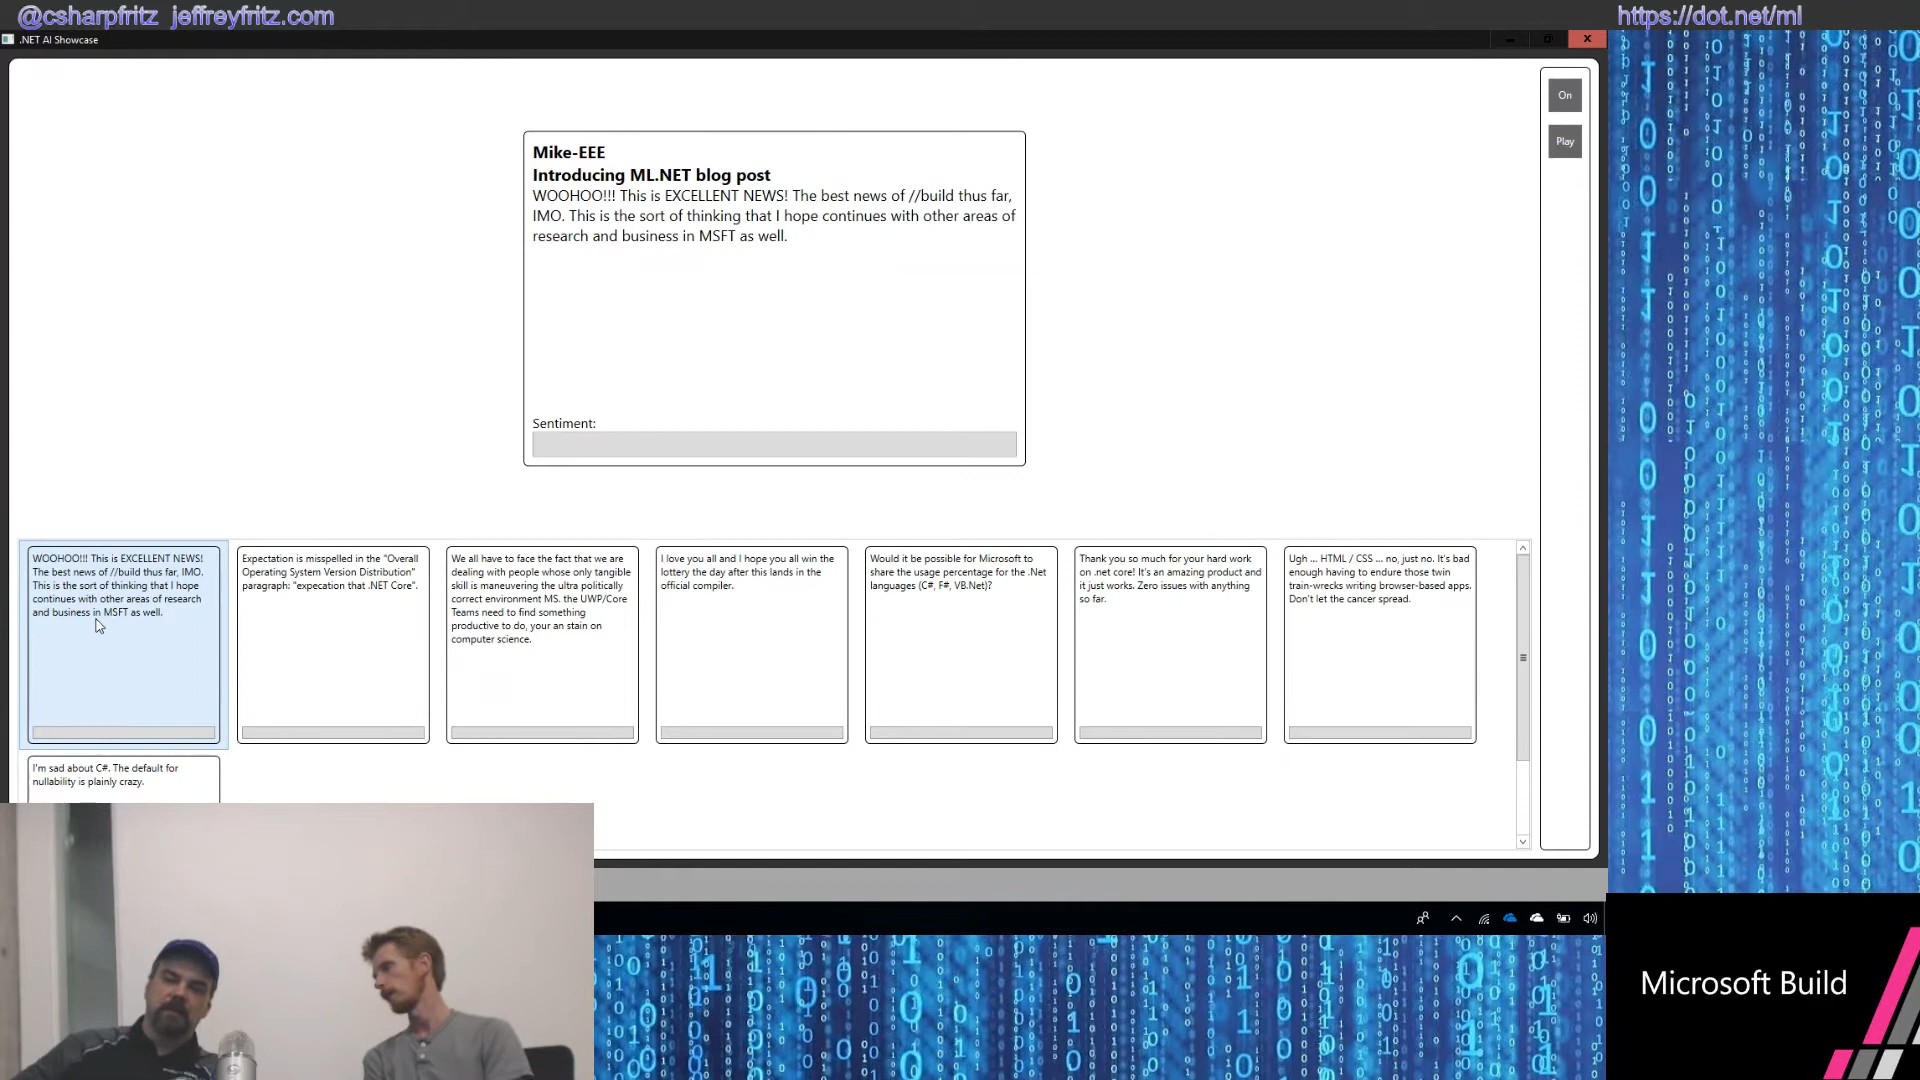 @csharpfritz jeffreyfritz.com
https://dot.net/ml
.NET AI Showcase
On
Play
Mike-EEE
Introducing ML.NET blog post
WOOHOO!!! This is EXCELLENT NEWS! The best news of //build thus far,
IMO. This is the sort of thinking that I hope continues with other areas of
research and business in MSFT as well.
Sentiment:
WOOHOO!!! This is EXCELLENT NEWS!
The best news of //build thus far, IMO.
This is the sort of thinking that I hope
continues with other areas of research
and business in MSFT as well.
Expectation is misspelled in the "Overall
Operating System Version Distribution"
paragraph: "expecation that .NET Core".
We all have to face the fact that we are
dealing with people whose only tangible
skill is maneuvering the ultra politically
correct environment MS. the UWP/Core
Teams need to find something
productive to do, your an stain on
computer science.
I love you all and I hope you all win the
lottery the day after this lands in the
official compiler.
Would it be possible for Microsoft to
share the usage percentage for the .Net
languages (C#, F#, VB.Net)?
Thank you so much for your hard work
on .net core! It's an amazing product and
it just works. Zero issues with anything
so far.
Ugh ... HTML / CSS ... no, just no. It's bad
enough having to endure those twin
train-wrecks writing browser-based apps.
Don't let the cancer spread.
I'm sad about C#. The default for
nullability is plainly crazy.
Microsoft Build